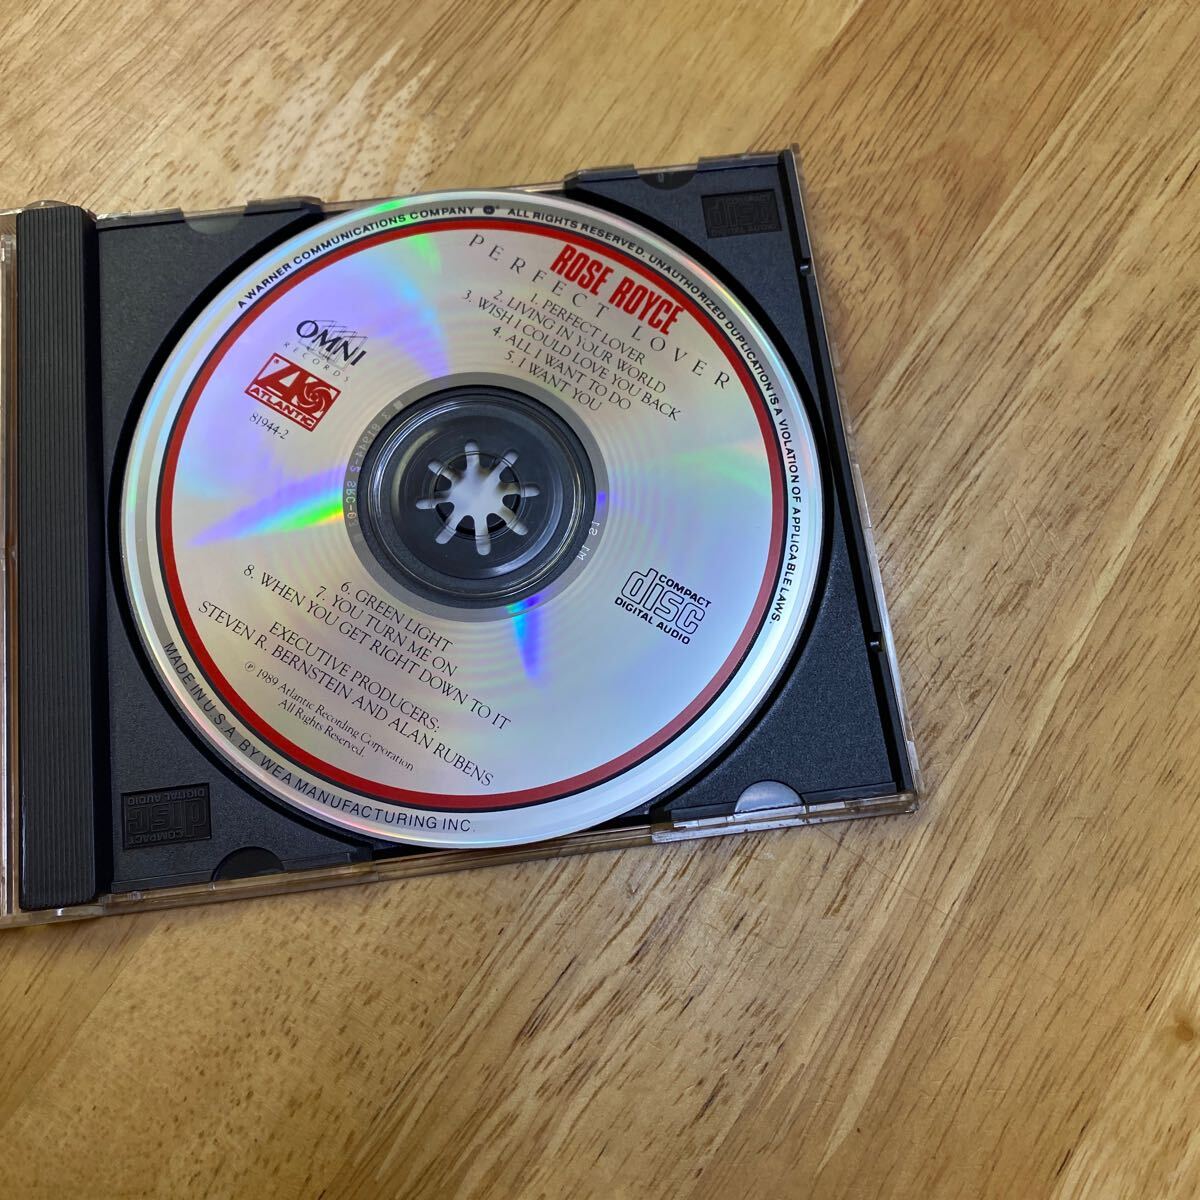 A WARNER COMMUNICATIONS COMPANY ALL RIGHTS RESERVED. UNAUTHORIZED DUPLICATION IS A VIOLATION OF APPLICABLE LAWS.
ROSE ROYCE
PERFECT LOVER
1. PERFECT LOVER
2. LIVING IN YOUR WORLD
3. WISH I COULD LOVE YOU BACK
4. ALL I WANT TO DO
5. I WANT YOU
OMNI
RECORDS
ATLANTIC
81944-2
COMPACT
disc
DIGITAL AUDIO
6. GREEN LIGHT
7. YOU TURN ME ON
8. WHEN YOU GET RIGHT DOWN TO IT
EXECUTIVE PRODUCERS:
STEVEN R. BERNSTEIN AND ALAN RUBENS
℗ 1989 Atlantic Recording Corporation
All Rights Reserved.
MADE IN U.S.A. BY WEA MANUFACTURING INC.
COMPACT
disc
DIGITAL AUDIO
disc
DIGITAL AUDIO